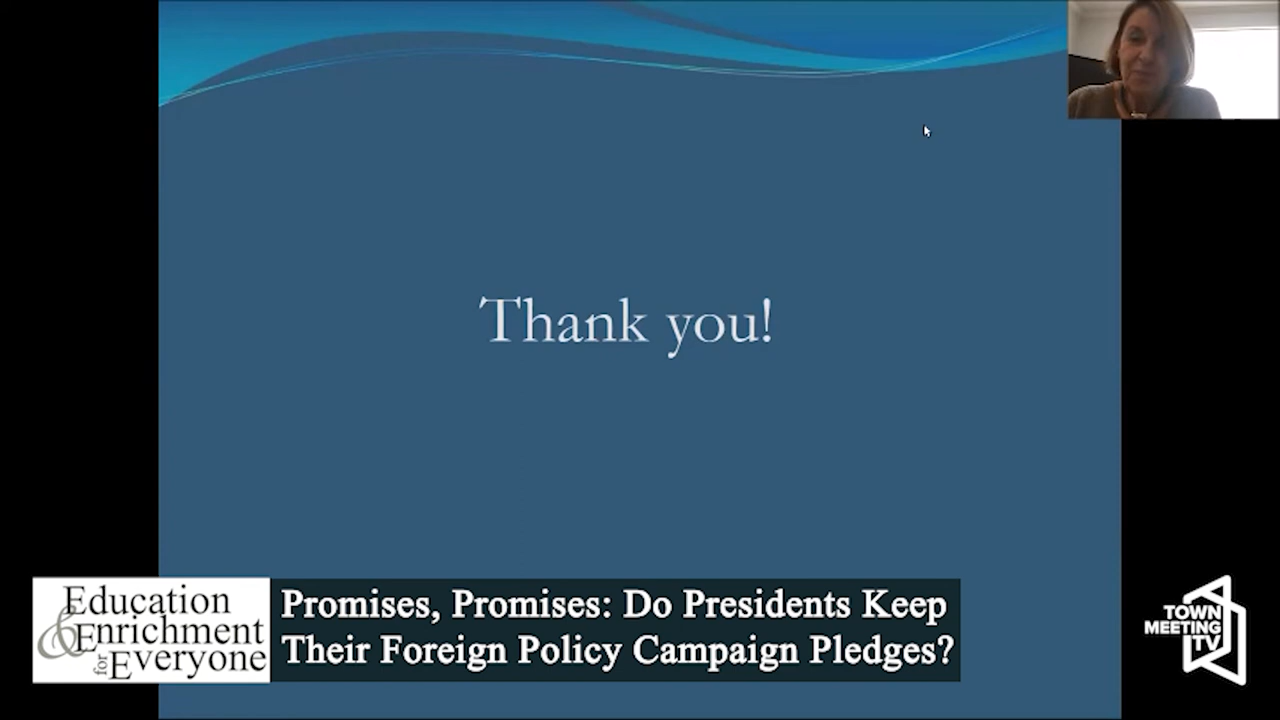 Thank you!
Education
& Enrichment
for Everyone
Promises, Promises: Do Presidents Keep
Their Foreign Policy Campaign Pledges?
TOWN
MEETING
TV